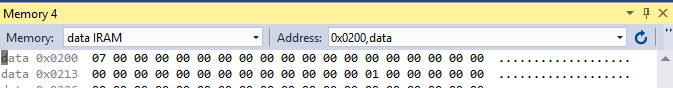 Memory 4
Memory: data IRAM Address: 0x0200,data
data 0x0200 07 00 00 00 00 00 00 00 00 00 00 00 00 00 00 00 00 00 00 ...................
data 0x0213 00 00 00 00 00 00 00 00 00 00 00 00 00 01 00 00 00 00 00 ...................